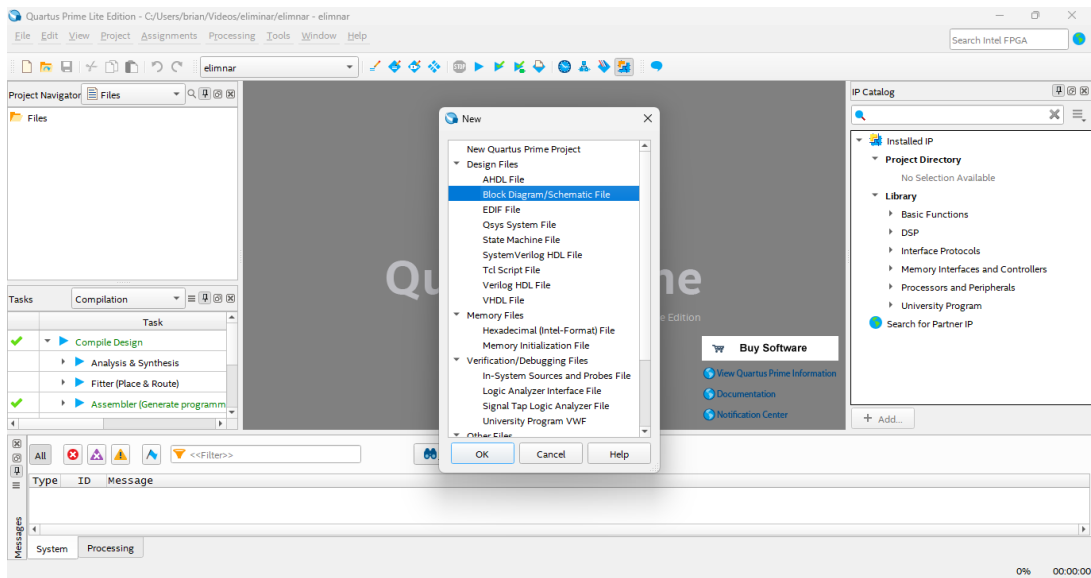 Quartus Prime Lite Edition - C:/Users/brian/Videos/eliminar/elimnar - elimnar
File Edit View Project Assignments Processing Tools Window Help
Search Intel FPGA
elimnar
Project Navigator Files
Files
Tasks Compilation
Task
Compile Design
Analysis & Synthesis
Fitter (Place & Route)
Assembler (Generate programm
New
New Quartus Prime Project
Design Files
AHDL File
Block Diagram/Schematic File
EDIF File
Qsys System File
State Machine File
SystemVerilog HDL File
Tcl Script File
Verilog HDL File
VHDL File
Memory Files
Hexadecimal (Intel-Format) File
Memory Initialization File
Verification/Debugging Files
In-System Sources and Probes File
Logic Analyzer Interface File
Signal Tap Logic Analyzer File
University Program VWF
Other Files
OK Cancel Help
Qu
ne
e Edition
Buy Software
View Quartus Prime Information
Documentation
Notification Center
IP Catalog
Installed IP
Project Directory
No Selection Available
Library
Basic Functions
DSP
Interface Protocols
Memory Interfaces and Controllers
Processors and Peripherals
University Program
Search for Partner IP
+ Add...
All <<Filter>>
Type ID Message
Messages
System Processing
0% 00:00:00